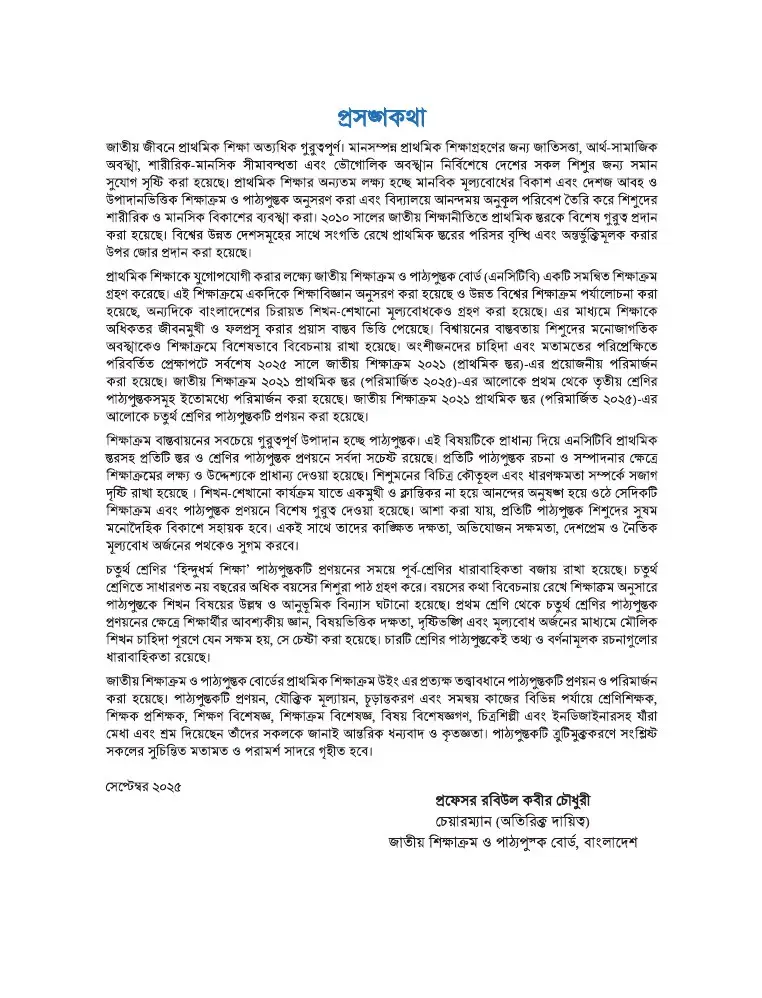 প্রসঙ্গকথা
জাতীয় জীবনে প্রাথমিক শিক্ষা অত্যধিক গুরুত্বপূর্ণ। মানসম্পন্ন প্রাথমিক শিক্ষাগ্রহণের জন্য জাতিসত্তা, আর্থ-সামাজিক
অবস্থা, শারীরিক-মানসিক সীমাবদ্ধতা এবং ভৌগোলিক অবস্থান নির্বিশেষে দেশের সকল শিশুর জন্য সমান
সুযোগ সৃষ্টি করা হয়েছে। প্রাথমিক শিক্ষার অন্যতম লক্ষ্য হচ্ছে মানবিক মূল্যবোধের বিকাশ এবং দেশজ আবহ ও
উপাদানভিত্তিক শিক্ষাক্রম ও পাঠ্যপুস্তক অনুসরণ করা এবং বিদ্যালয়ে আনন্দময় অনুকূল পরিবেশ তৈরি করে শিশুদের
শারীরিক ও মানসিক বিকাশের ব্যবস্থা করা। ২০১০ সালের জাতীয় শিক্ষানীতিতে প্রাথমিক স্তরকে বিশেষ গুরুত্ব প্রদান
করা হয়েছে। বিশ্বের উন্নত দেশসমূহের সাথে সংগতি রেখে প্রাথমিক স্তরের পরিসর বৃদ্ধি এবং অন্তর্ভুক্তিমূলক করার
উপর জোর প্রদান করা হয়েছে।
প্রাথমিক শিক্ষাকে যুগোপযোগী করার লক্ষ্যে জাতীয় শিক্ষাক্রম ও পাঠ্যপুস্তক বোর্ড (এনসিটিবি) একটি সমন্বিত শিক্ষাক্রম
গ্রহণ করেছে। এই শিক্ষাক্রমে একদিকে শিক্ষাবিজ্ঞান অনুসরণ করা হয়েছে ও উন্নত বিশ্বের শিক্ষাক্রম পর্যালোচনা করা
হয়েছে, অন্যদিকে বাংলাদেশের চিরায়ত শিখন-শেখানো মূল্যবোধকেও গ্রহণ করা হয়েছে। এর মাধ্যমে শিক্ষাকে
অধিকতর জীবনমুখী ও ফলপ্রসূ করার প্রয়াস বাস্তব ভিত্তি পেয়েছে। বিশ্বায়নের বাস্তবতায় শিশুদের মনোজাগতিক
অবস্থাকেও শিক্ষাক্রমে বিশেষভাবে বিবেচনায় রাখা হয়েছে। অংশীজনদের চাহিদা এবং মতামতের পরিপ্রেক্ষিতে
পরিবর্তিত প্রেক্ষাপটে সর্বশেষ ২০২৫ সালে জাতীয় শিক্ষাক্রম ২০২১ (প্রাথমিক স্তর)-এর প্রয়োজনীয় পরিমার্জন
করা হয়েছে। জাতীয় শিক্ষাক্রম ২০২১ প্রাথমিক স্তর (পরিমার্জিত ২০২৫)-এর আলোকে প্রথম থেকে তৃতীয় শ্রেণির
পাঠ্যপুস্তকসমূহ ইতোমধ্যে পরিমার্জন করা হয়েছে। জাতীয় শিক্ষাক্রম ২০২১ প্রাথমিক স্তর (পরিমার্জিত ২০২৫)-এর
আলোকে চতুর্থ শ্রেণির পাঠ্যপুস্তকটি প্রণয়ন করা হয়েছে।
শিক্ষাক্রম বাস্তবায়নের সবচেয়ে গুরুত্বপূর্ণ উপাদান হচ্ছে পাঠ্যপুস্তক। এই বিষয়টিকে প্রাধান্য দিয়ে এনসিটিবি প্রাথমিক
স্তরসহ প্রতিটি স্তর ও শ্রেণির পাঠ্যপুস্তক প্রণয়নে সর্বদা সচেষ্ট রয়েছে। প্রতিটি পাঠ্যপুস্তক রচনা ও সম্পাদনার ক্ষেত্রে
শিক্ষাক্রমের লক্ষ্য ও উদ্দেশ্যকে প্রাধান্য দেওয়া হয়েছে। শিশুমনের বিচিত্র কৌতূহল এবং ধারণক্ষমতা সম্পর্কে সজাগ
দৃষ্টি রাখা হয়েছে । শিখন-শেখানো কার্যক্রম যাতে একমুখী ও ক্লান্তিকর না হয়ে আনন্দের অনুষঙ্গ হয়ে ওঠে সেদিকটি
শিক্ষাক্রম এবং পাঠ্যপুস্তক প্রণয়নে বিশেষ গুরুত্ব দেওয়া হয়েছে। আশা করা যায়, প্রতিটি পাঠ্যপুস্তক শিশুদের সুষম
মনোদৈহিক বিকাশে সহায়ক হবে। একই সাথে তাদের কাঙ্ক্ষিত দক্ষতা, অভিযোজন সক্ষমতা, দেশপ্রেম ও নৈতিক
মূল্যবোধ অর্জনের পথকেও সুগম করবে।
চতুর্থ শ্রেণির ‘হিন্দুধর্ম শিক্ষা’ পাঠ্যপুস্তকটি প্রণয়নের সময়ে পূর্ব-শ্রেণির ধারাবাহিকতা বজায় রাখা হয়েছে। চতুর্থ
শ্রেণিতে সাধারণত নয় বছরের অধিক বয়সের শিশুরা পাঠ গ্রহণ করে। বয়সের কথা বিবেচনায় রেখে শিক্ষাক্রম অনুসারে
পাঠ্যপুস্তকে শিখন বিষয়ের উল্লম্ব ও আনুভূমিক বিন্যাস ঘটানো হয়েছে। প্রথম শ্রেণি থেকে চতুর্থ শ্রেণির পাঠ্যপুস্তক
প্রণয়নের ক্ষেত্রে শিক্ষার্থীর আবশ্যকীয় জ্ঞান, বিষয়ভিত্তিক দক্ষতা, দৃষ্টিভঙ্গি এবং মূল্যবোধ অর্জনের মাধ্যমে মৌলিক
শিখন চাহিদা পূরণে যেন সক্ষম হয়, সে চেষ্টা করা হয়েছে। চারটি শ্রেণির পাঠ্যপুস্তকেই তথ্য ও বর্ণনামূলক রচনাগুলোর
ধারাবাহিকতা রয়েছে।
জাতীয় শিক্ষাক্রম ও পাঠ্যপুস্তক বোর্ডের প্রাথমিক শিক্ষাক্রম উইং এর প্রত্যক্ষ তত্ত্বাবধানে পাঠ্যপুস্তকটি প্রণয়ন ও পরিমার্জন
করা হয়েছে। পাঠ্যপুস্তকটি প্রণয়ন, যৌক্তিক মূল্যায়ন, চূড়ান্তকরণ এবং সমন্বয় কাজের বিভিন্ন পর্যায়ে শ্রেণিশিক্ষক,
শিক্ষক প্রশিক্ষক, শিক্ষণ বিশেষজ্ঞ, শিক্ষাক্রম বিশেষজ্ঞ, বিষয় বিশেষজ্ঞগণ, চিত্রশিল্পী এবং ইনডিজাইনারসহ যাঁরা
মেধা এবং শ্রম দিয়েছেন তাঁদের সকলকে জানাই আন্তরিক ধন্যবাদ ও কৃতজ্ঞতা। পাঠ্যপুস্তকটি ত্রুটিমুক্তকরণে সংশ্লিষ্ট
সকলের সুচিন্তিত মতামত ও পরামর্শ সাদরে গৃহীত হবে।
সেপ্টেম্বর ২০২৫
প্রফেসর রবিউল কবীর চৌধুরী
চেয়ারম্যান (অতিরিক্ত দায়িত্ব)
জাতীয় শিক্ষাক্রম ও পাঠ্যপুস্তক বোর্ড, বাংলাদেশ